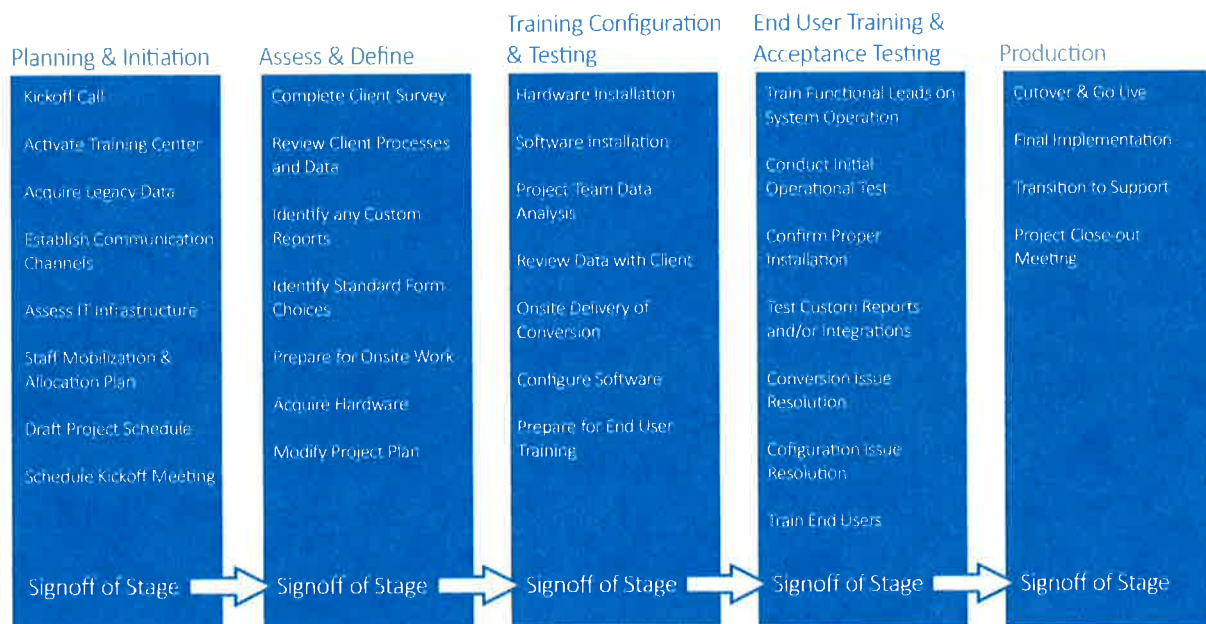 Planning & Initiation
Kickoff Call
Activate Training Center
Acquire Legacy Data
Establish Communication
Channels
Assess IT Infrastructure
Staff Mobilization &
Allocation Plan
Draft Project Schedule
Schedule Kickoff Meeting
Signoff of Stage
Assess & Define
Complete Client Survey
Review Client Processes
and Data
Identify any Custom
Reports
Identify Standard Form
Choices
Prepare for Onsite Work
Acquire Hardware
Modify Project Plan
Signoff of Stage
Training Configuration
& Testing
Hardware Installation
Software Installation
Project Team Data
Analysis
Review Data with Client
Onsite Delivery of
Conversion
Configure Software
Prepare for End User
Training
Signoff of Stage
End User Training &
Acceptance Testing
Train Functional Leads on
System Operation
Conduct Initial
Operational Test
Confirm Proper
Installation
Test Custom Reports
and/or Integrations
Conversion Issue
Resolution
Cofiguration Issue
Resolution
Train End Users
Signoff of Stage
Production
Cutover & Go Live
Final Implementation
Transition to Support
Project Close-out
Meeting
Signoff of Stage